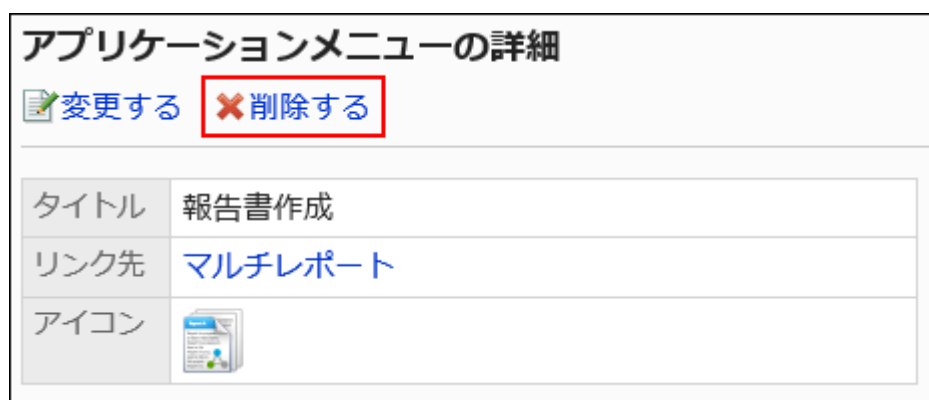 アプリケーションメニューの詳細
変更する 削除する
タイトル 報告書作成
リンク先 マルチレポート
アイコン